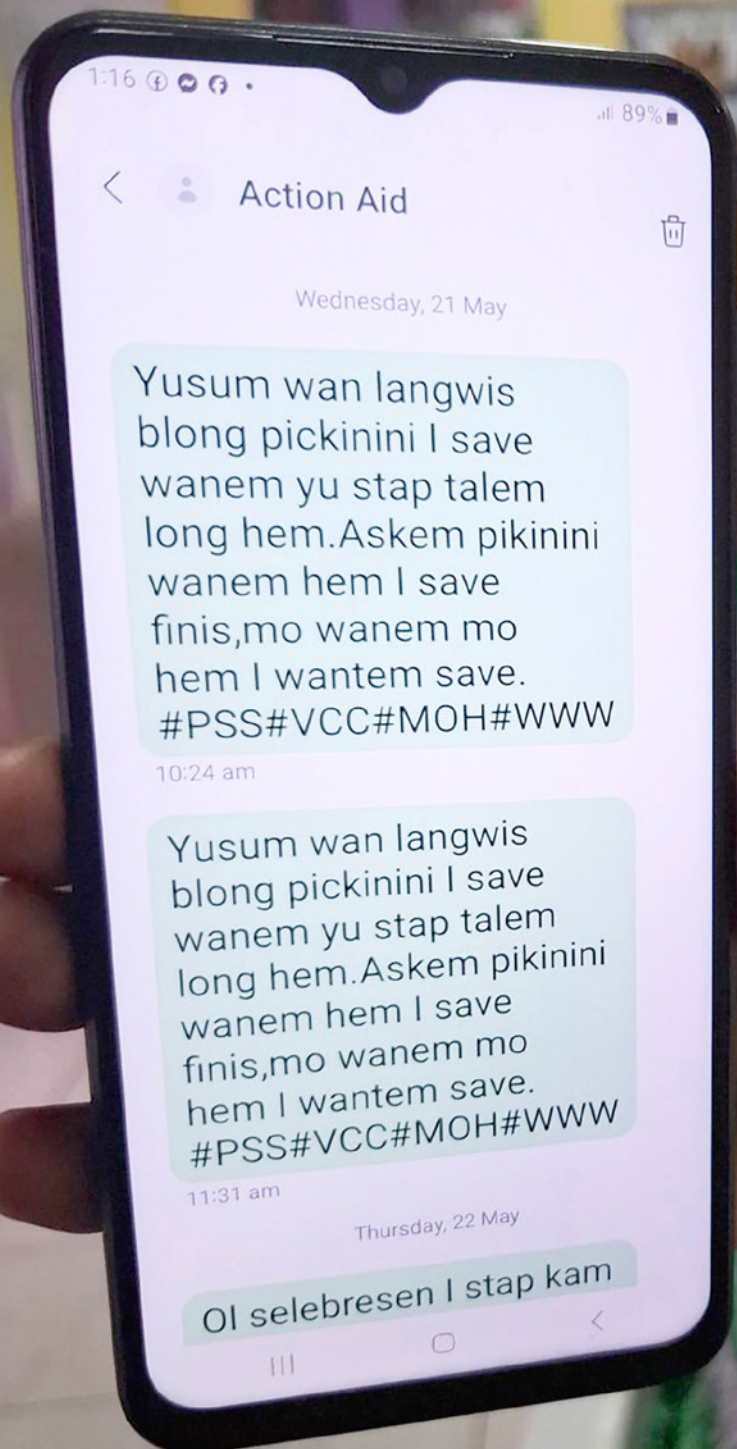 1:16
89%
Action Aid
Wednesday, 21 May
Yusum wan langwis
blong pickinini I save
wanem yu stap talem
long hem.Askem pikinini
wanem hem I save
finis,mo wanem mo
hem I wantem save.
#PSS#VCC#MOH#WWW
10:24 am
Yusum wan langwis
blong pickinini I save
wanem yu stap talem
long hem.Askem pikinini
wanem hem I save
finis,mo wanem mo
hem I wantem save.
#PSS#VCC#MOH#WWW
11:31 am
Thursday, 22 May
Ol selebresen I stap kam